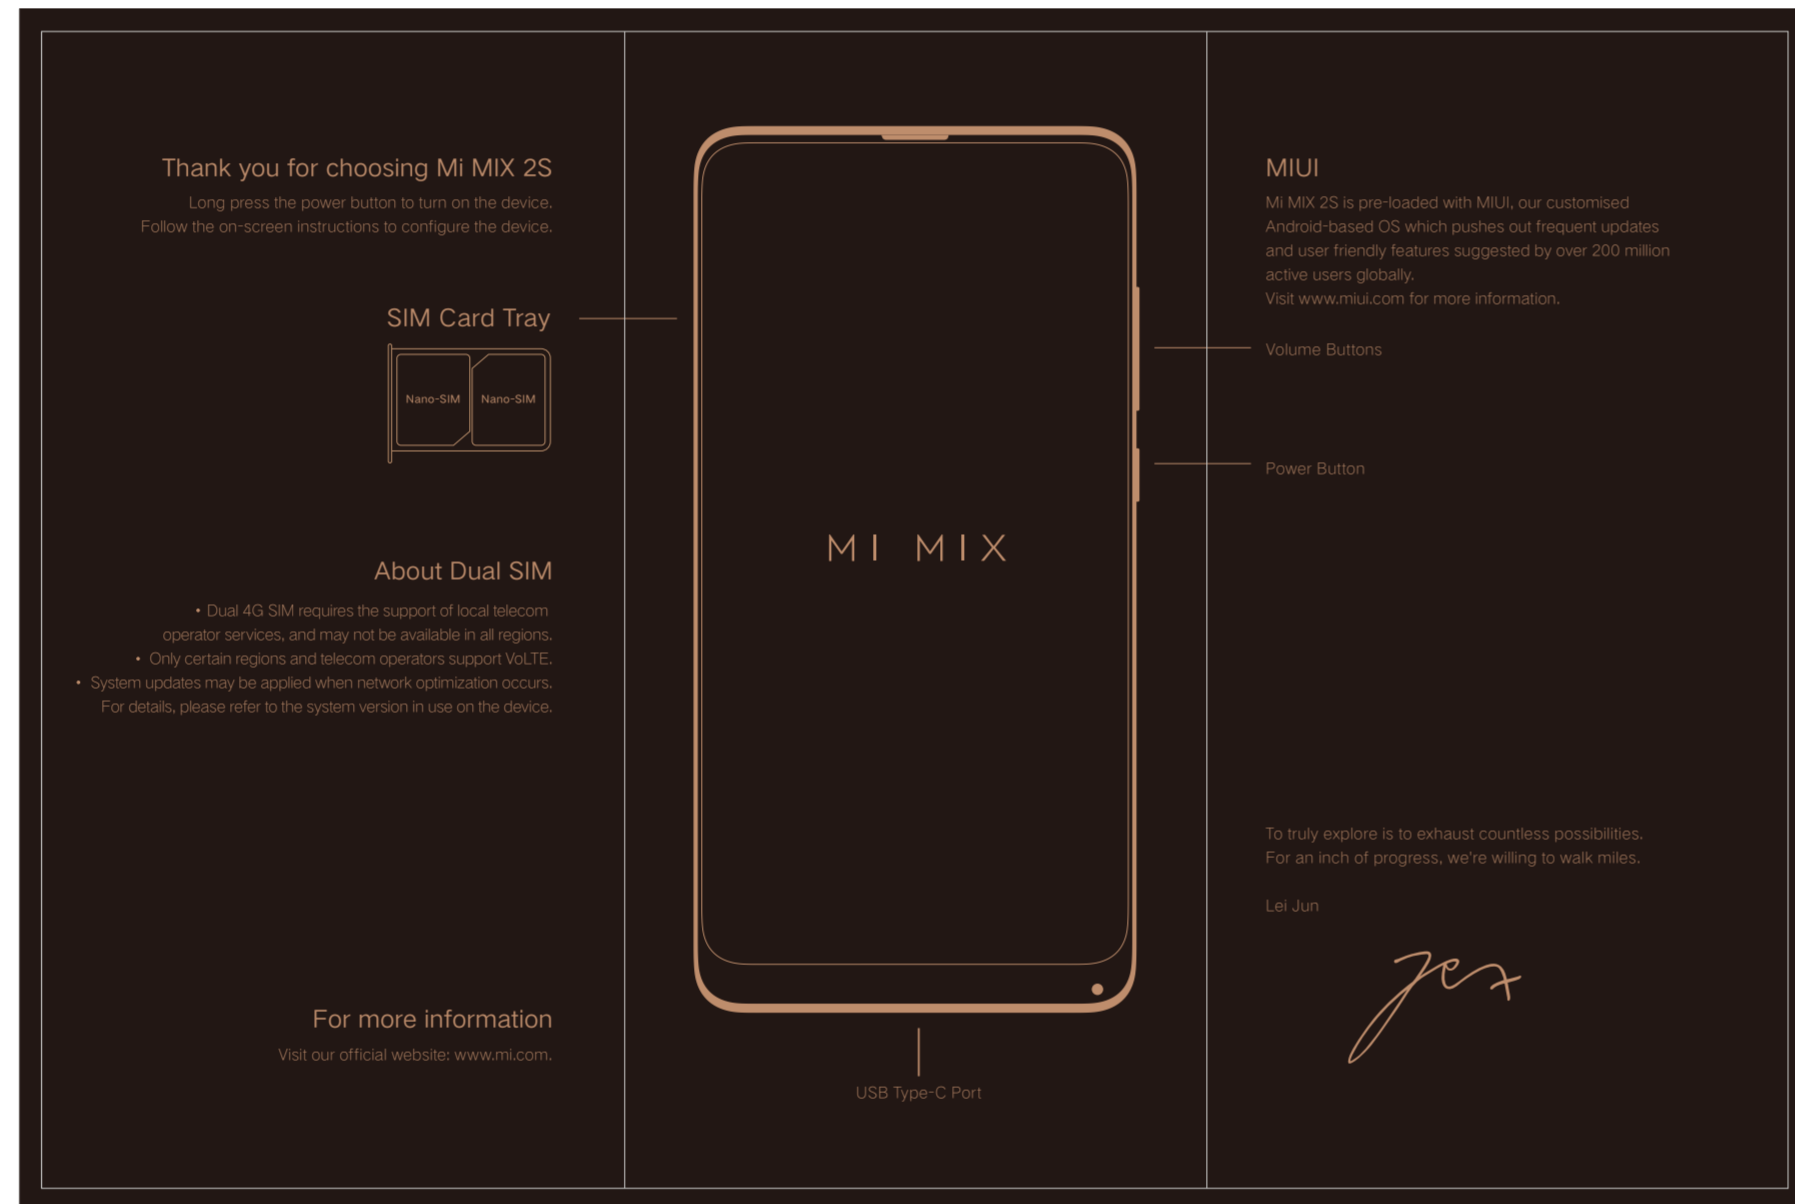 Thank you for choosing Mi MIX 2S
Long press the power button to turn on the device.
Follow the on-screen instructions to configure the device.
SIM Card Tray
Nano-SIM Nano-SIM
About Dual SIM
• Dual 4G SIM requires the support of local telecom
operator services, and may not be available in all regions.
• Only certain regions and telecom operators support VoLTE.
• System updates may be applied when network optimization occurs.
For details, please refer to the system version in use on the device.
For more information
Visit our official website: www.mi.com.
MI MIX
USB Type-C Port
MIUI
Mi MIX 2S is pre-loaded with MIUI, our customised
Android-based OS which pushes out frequent updates
and user friendly features suggested by over 200 million
active users globally.
Visit www.miui.com for more information.
Volume Buttons
Power Button
To truly explore is to exhaust countless possibilities.
For an inch of progress, we're willing to walk miles.
Lei Jun